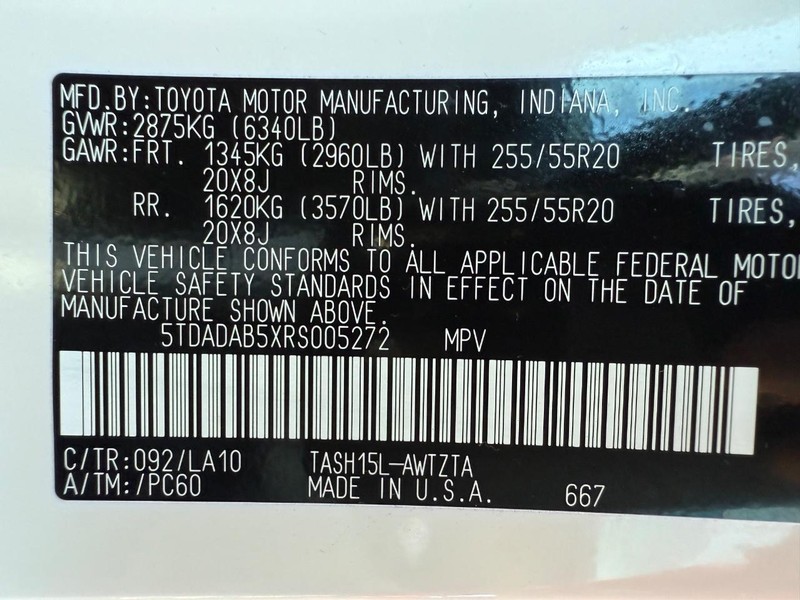 MFD.BY:TOYOTA MOTOR MANUFACTURING, INDIANA, INC.
GVWR:2875KG (6340LB)
GAWR:FRT. 1345KG (2960LB) WITH 255/55R20 TIRES,
20X8J RIMS.
RR. 1620KG (3570LB) WITH 255/55R20 TIRES,
20X8J RIMS.
THIS VEHICLE CONFORMS TO ALL APPLICABLE FEDERAL MOTO
VEHICLE SAFETY STANDARDS IN EFFECT ON THE DATE OF
MANUFACTURE SHOWN ABOVE.
5TDADAB5XRS005272 MPV
C/TR:092/LA10 TASH15L-AWTZTA
A/TM:/PC60 MADE IN U.S.A. 667